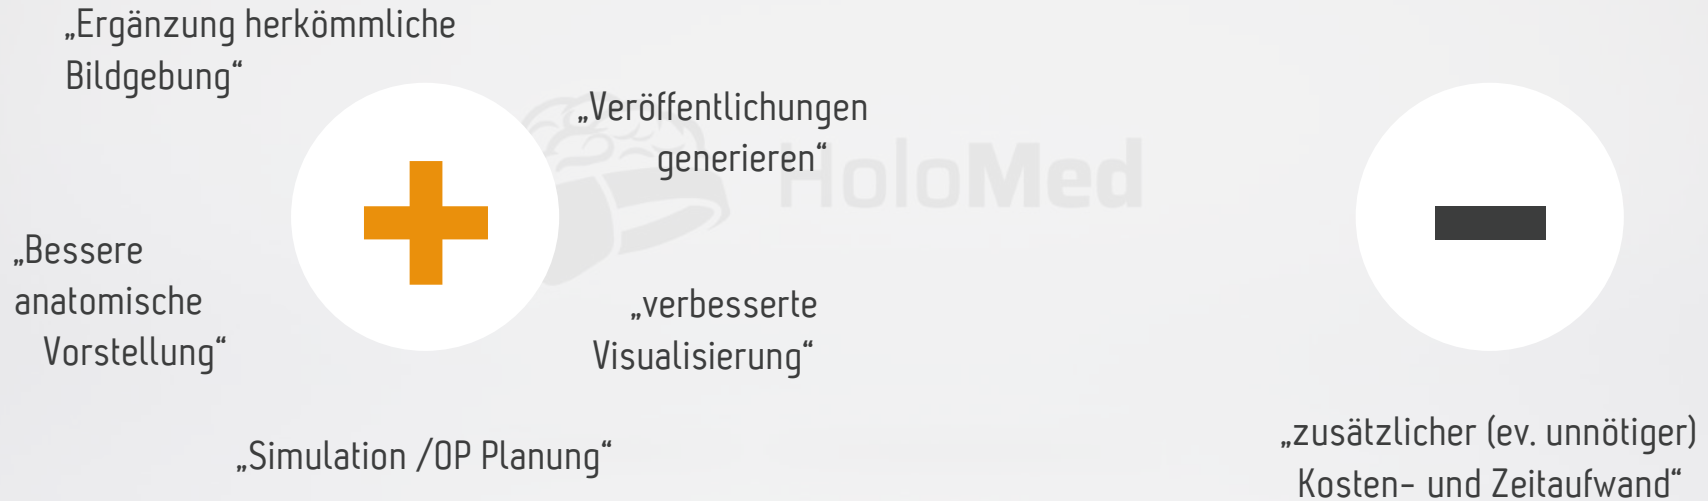 „Ergänzung herkömmliche
Bildgebung“
„Veröffentlichungen
generieren“
HoloMed
„Bessere
anatomische
Vorstellung“
„verbesserte
Visualisierung“
„Simulation /OP Planung“
„zusätzlicher (ev. unnötiger)
Kosten- und Zeitaufwand“